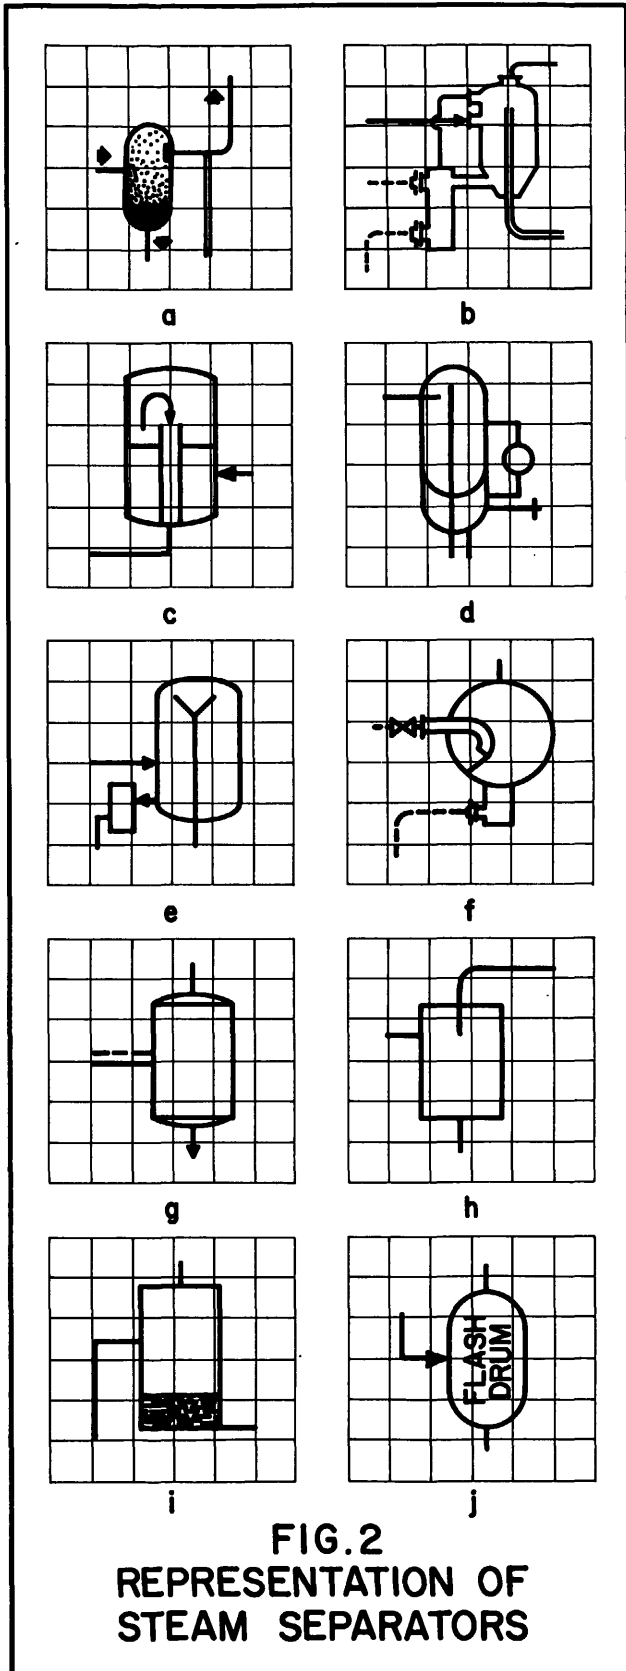 a
b
c
d
e
f
g
h
i
FLASH
DRUM
j
FIG.2
REPRESENTATION OF
STEAM SEPARATORS